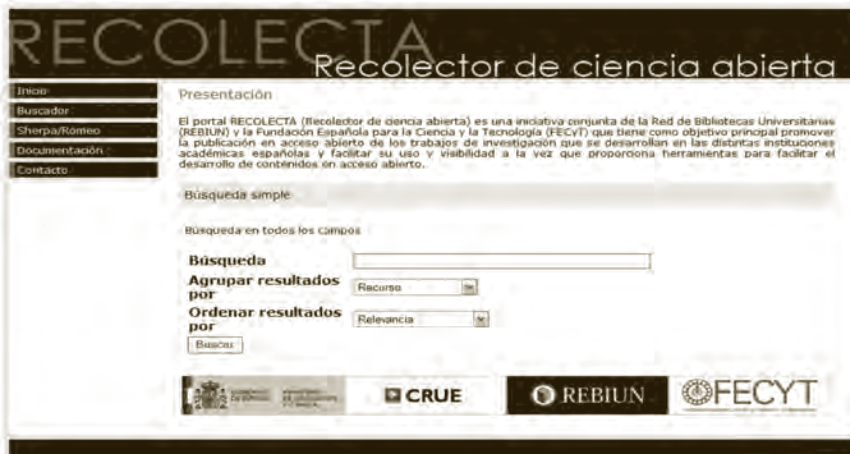 RECOLECTA
Recolector de ciencia abierta
Inicio
Buscador
Sherpa/Romeo
Documentación
Contacto
Presentación
El portal RECOLECTA (Recolector de ciencia abierta) es una iniciativa conjunta de la Red de Bibliotecas Universitarias
(REBIUN) y la Fundación Española para la Ciencia y la Tecnología (FECyT) que tiene como objetivo principal promover
la publicación en acceso abierto de los trabajos de investigación que se desarrollan en las distintas instituciones
académicas españolas y facilitar su uso y visibilidad a la vez que proporciona herramientas para facilitar el
desarrollo de contenidos en acceso abierto.
Búsqueda simple
Búsqueda en todos los campos
Búsqueda
Agrupar resultados
por
Recurso
Ordenar resultados
por
Relevancia
Buscar
CRUE
REBIUN
FECYT